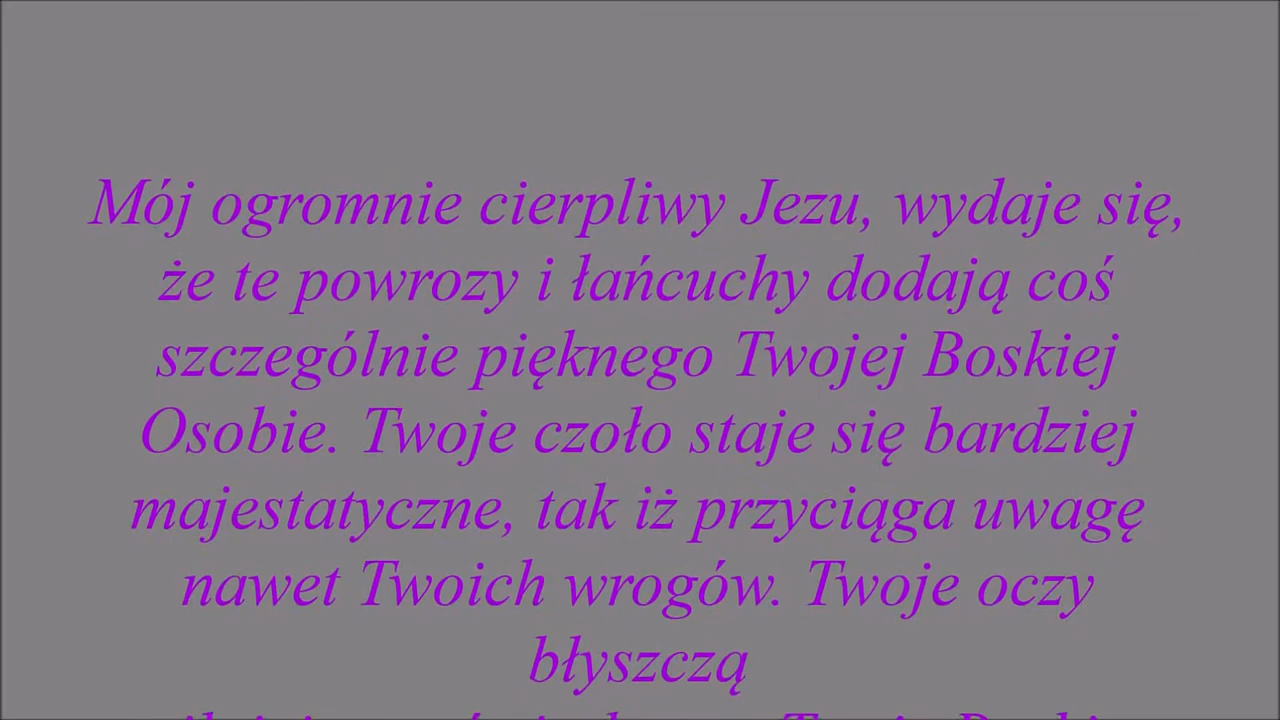 Mój ogromnie cierpliwy Jezu, wydaje się,
że te powrozy i łańcuchy dodają coś
szczególnie pięknego Twojej Boskiej
Osobie. Twoje czoło staje się bardziej
majestatyczne, tak iż przyciąga uwagę
nawet Twoich wrogów. Twoje oczy
błyszczą